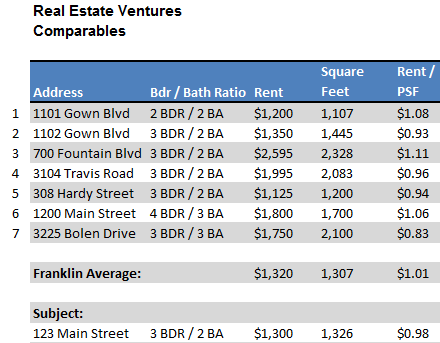 Real Estate Ventures
Comparables
Square Rent /
Address Bdr / Bath Ratio Rent Feet PSF
1 1101 Gown Blvd 2 BDR / 2 BA $1,200 1,107 $1.08
2 1102 Gown Blvd 3 BDR / 2 BA $1,350 1,445 $0.93
3 700 Fountain Blvd 3 BDR / 2 BA $2,595 2,328 $1.11
4 3104 Travis Road 3 BDR / 2 BA $1,995 2,083 $0.96
5 308 Hardy Street 3 BDR / 2 BA $1,125 1,200 $0.94
6 1200 Main Street 4 BDR / 3 BA $1,800 1,700 $1.06
7 3225 Bolen Drive 3 BDR / 3 BA $1,750 2,100 $0.83
Franklin Average: $1,320 1,307 $1.01
Subject:
123 Main Street 3 BDR / 2 BA $1,300 1,326 $0.98